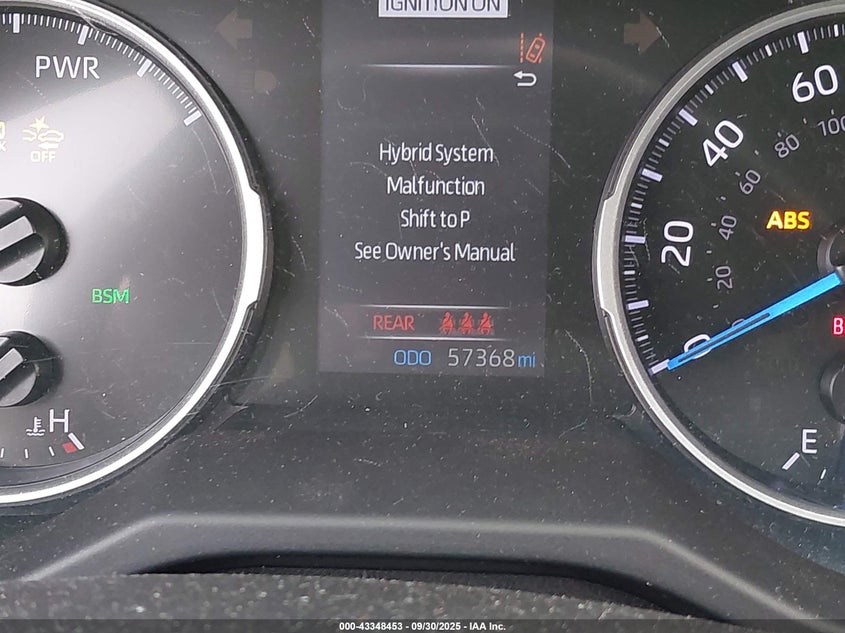 IGNITION ON
PWR
OFF
Hybrid System
Malfunction
Shift to P
See Owner's Manual
BSM
REAR
ODO 57368 mi
H
60
40
20
0
100
80
60
40
20
ABS
E
000-43348453 - 09/30/2025 - IAA Inc.